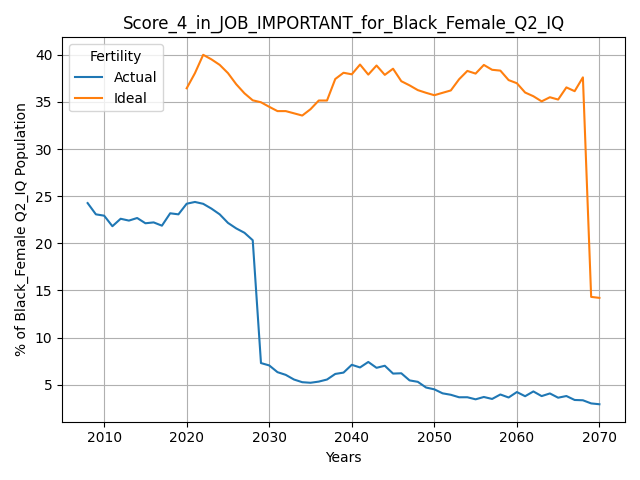 Score_4_in_JOB_IMPORTANT_for_Black_Female_Q2_IQ
Fertility
Actual
Ideal
% of Black_Female Q2_IQ Population
40
35
30
25
20
15
10
5
2010 2020 2030 2040 2050 2060 2070
Years